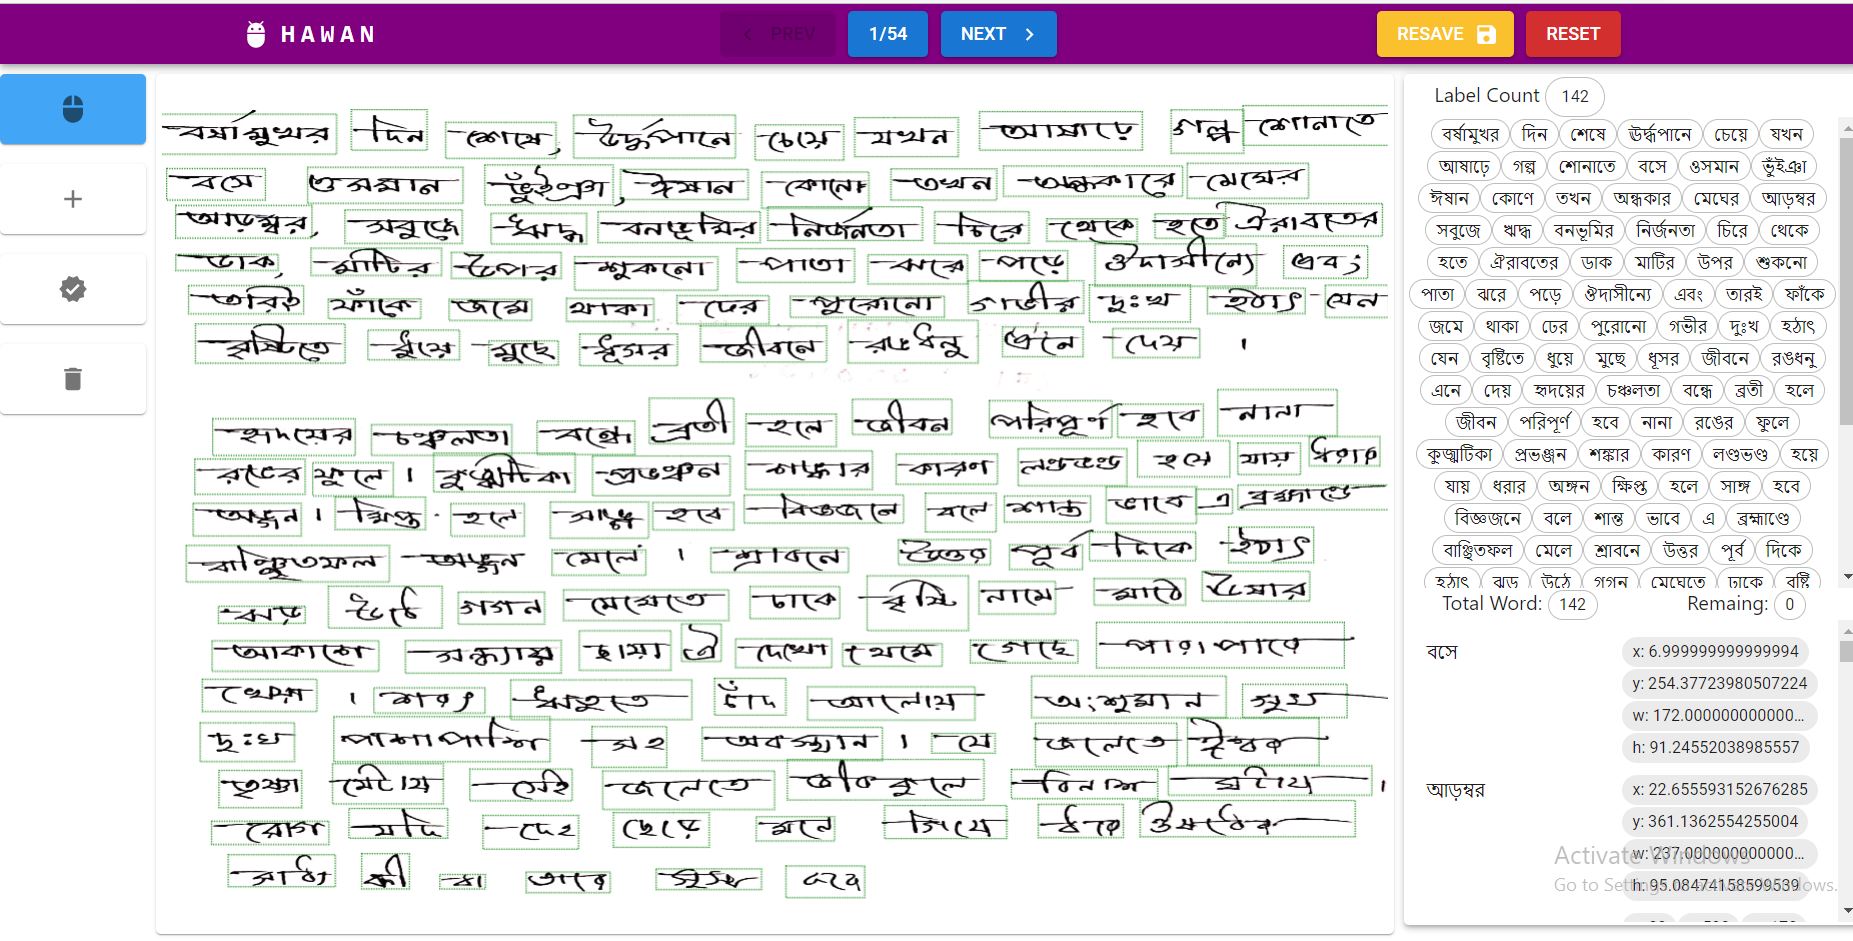 HAWAN
PREV
1/54
NEXT
RESAVE
RESET
বর্ষামুখর দিন শেষে, ঊর্দ্ধপানে চেয়ে যখন আষাঢ়ে গল্প শোনাতে
বসে ওসমান ভুঁইঞা, ঈষান কোনে তখন অন্ধকারে মেঘের
আড়ম্বর, সবুজে ঋদ্ধ বনভূমির নির্জনতা চিরে থেকে হতে ঐরাবতের
ডাক, মাটির উপর শুকনো পাতা ঝরে পড়ে ঔদাসীন্যে এবং
তারই ফাঁকে জমে থাকা ঢের পুরোনো গভীর দুঃখ হঠাৎ যেন
বৃষ্টিতে ধুয়ে মুছে ধূসর জীবনে রঙধনু এনে দেয় ।
হৃদয়ের চঞ্চলতা বন্ধে ব্রতী হলে জীবন পরিপূর্ণ হবে নানা
রঙের ফুলে । কুজ্ঝটিকা প্রভঞ্জন শঙ্কার কারণ লণ্ডভণ্ড হয়ে যায় ধরার
অঙ্গন । ক্ষিপ্ত হলে সাঙ্গ হবে বিজ্ঞজনে বলে শান্ত ভাবে এ ব্রহ্মাণ্ডে
বাঞ্ছিতফল অঙ্গন মেলে । শ্রাবনে উত্তর পূর্ব দিকে হঠাৎ
ঝড় উঠে গগন মেঘেতে ঢাকে বৃষ্টি নামে মাঠে ঊষার
আকাশে সন্ধ্যায় ছায়া ঐ দেখো থেমে গেছে পারাপারে
খেয়া । শরৎ ঋতুতে চাঁদ আলোয় অংশুমান সুখ
দুঃখ পাশাপাশি সহ অবস্থান । যে জলেতে ঈশ্বর
তৃষ্ণা মেটায় সেই জলেতে জীবকুলে বিনাশ ঘটায় ।
রোগ যদি দেহ ছেড়ে মনে গিয়ে ধরে ঔষধের
সাধ্য কী বা তারে সুস্থ করে
Label Count 142
বর্ষামুখর দিন শেষে ঊর্দ্ধপানে চেয়ে যখন
আষাঢ়ে গল্প শোনাতে বসে ওসমান ভুঁইঞা
ঈষান কোণে তখন অন্ধকার মেঘের আড়ম্বর
সবুজে ঋদ্ধ বনভূমির নির্জনতা চিরে থেকে
হতে ঐরাবতের ডাক মাটির উপর শুকনো
পাতা ঝরে পড়ে ঔদাসীন্যে এবং তারই ফাঁকে
জমে থাকা ঢের পুরোনো গভীর দুঃখ হঠাৎ
যেন বৃষ্টিতে ধুয়ে মুছে ধূসর জীবনে রঙধনু
এনে দেয় হৃদয়ের চঞ্চলতা বন্ধে ব্রতী হলে
জীবন পরিপূর্ণ হবে নানা রঙের ফুলে
কুজ্ঝটিকা প্রভঞ্জন শঙ্কার কারণ লণ্ডভণ্ড হয়ে
যায় ধরার অঙ্গন ক্ষিপ্ত হলে সাঙ্গ হবে
বিজ্ঞজনে বলে শান্ত ভাবে এ ব্রহ্মাণ্ডে
বাঞ্ছিতফল মেলে শ্রাবনে উত্তর পূর্ব দিকে
হঠাৎ ঝড় উঠে গগন মেঘেতে ঢাকে বৃষ্টি
Total Word: 142 Remaing: 0
বসে x: 6.999999999999994
y: 254.37723980507224
w: 172.000000000000...
h: 91.24552038985557
আড়ম্বর x: 22.655593152676285
y: 361.1362554255004
w: 237.000000000000...
h: 95.08474158599539
Activate Windows
Go to Settings to activate Windows.